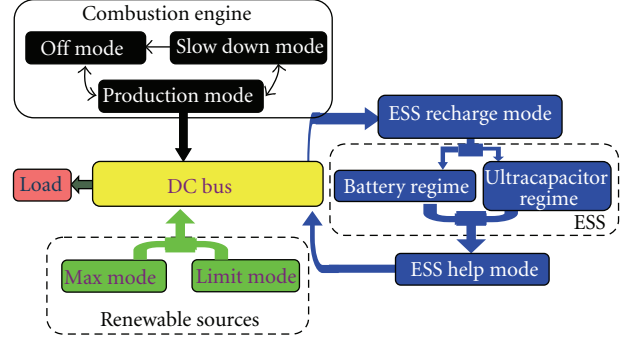 Combustion engine
Off mode
Slow down mode
Production mode
ESS recharge mode
Load
DC bus
Battery regime
Ultracapacitor
regime
ESS
Max mode
Limit mode
ESS help mode
Renewable sources